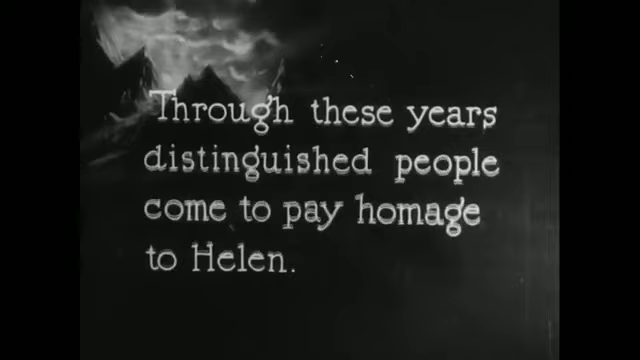 Through these years
distinguished people
come to pay homage
to Helen.